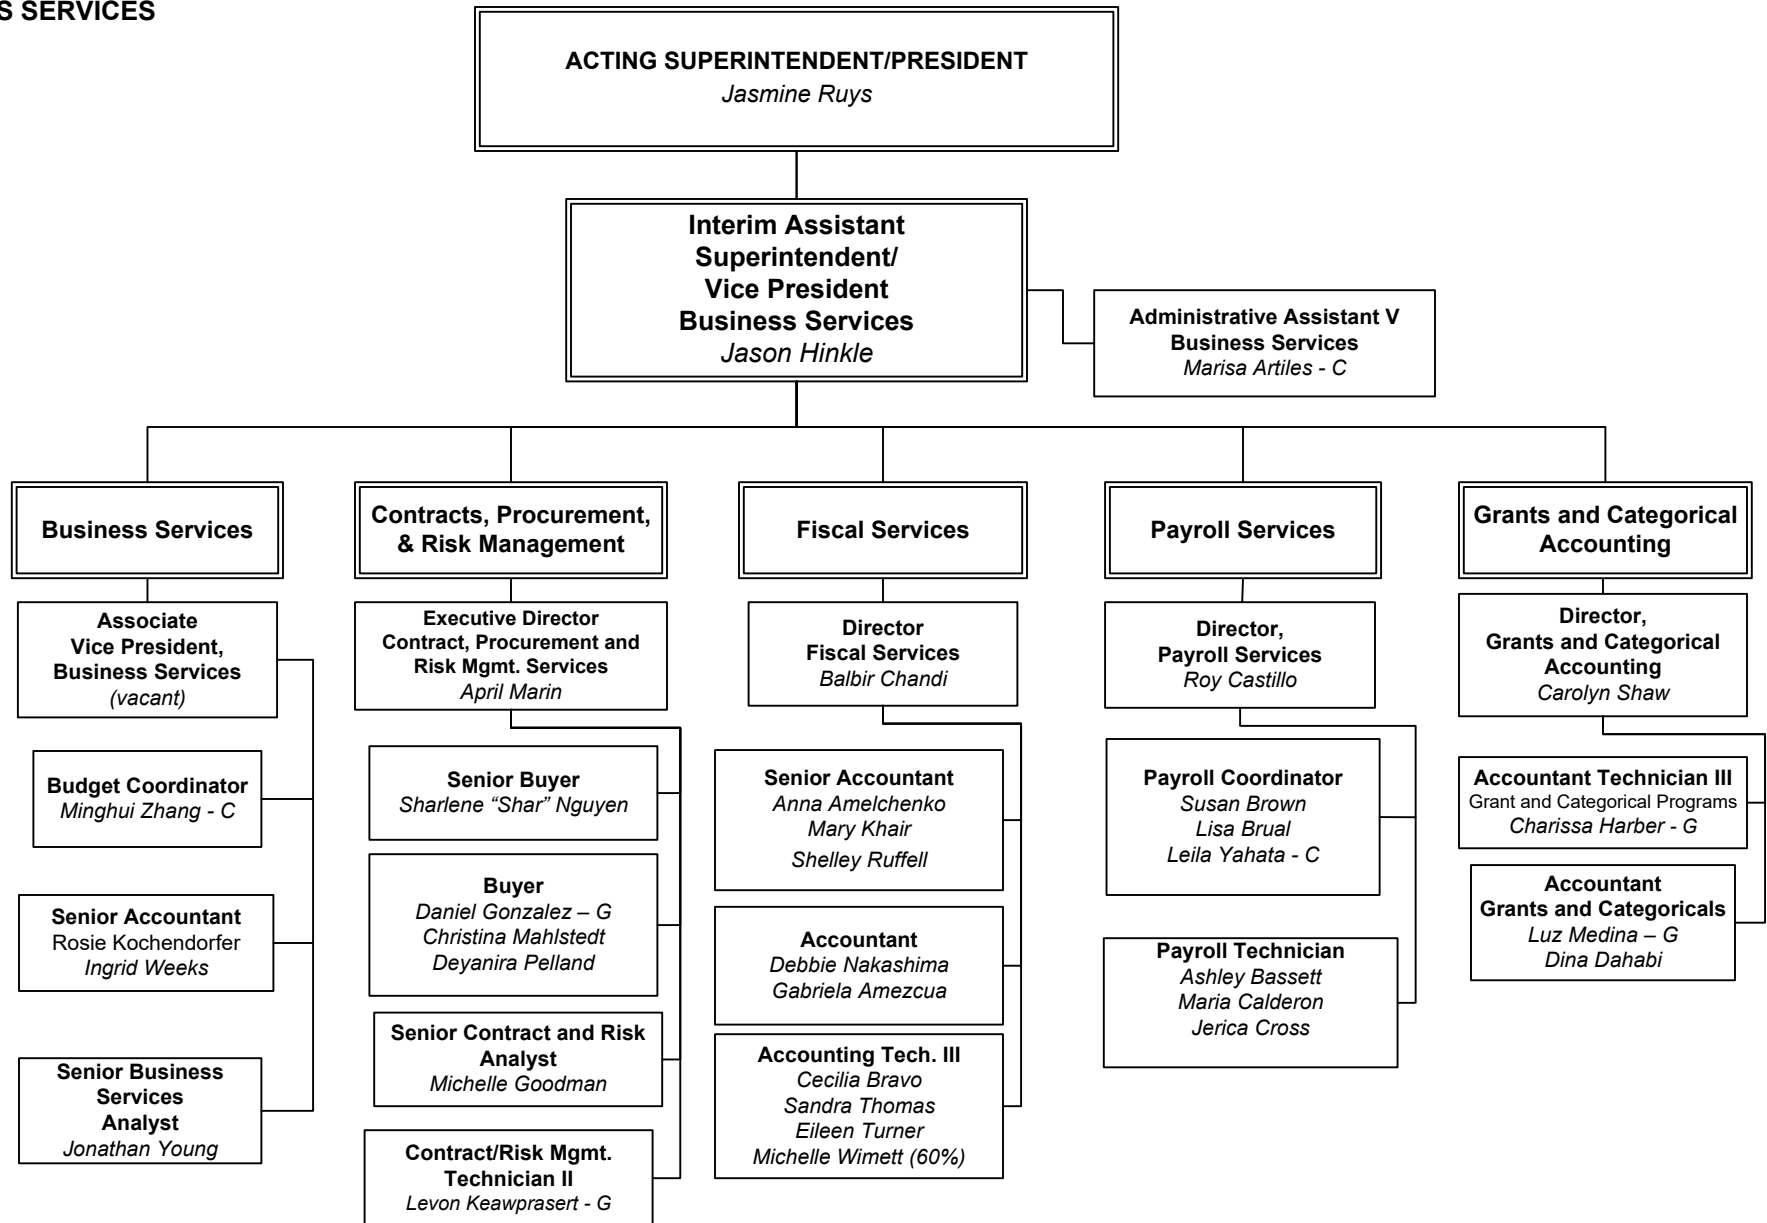 S SERVICES
ACTING SUPERINTENDENT/PRESIDENT
Jasmine Ruys
Interim Assistant
Superintendent/
Vice President
Business Services
Jason Hinkle
Administrative Assistant V
Business Services
Marisa Artiles - C
Business Services
Associate
Vice President,
Business Services
(vacant)
Budget Coordinator
Minghui Zhang - C
Senior Accountant
Rosie Kochendorfer
Ingrid Weeks
Senior Business
Services
Analyst
Jonathan Young
Contracts, Procurement,
& Risk Management
Executive Director
Contract, Procurement and
Risk Mgmt. Services
April Marin
Senior Buyer
Sharlene “Shar” Nguyen
Buyer
Daniel Gonzalez – G
Christina Mahlstedt
Deyanira Pelland
Senior Contract and Risk
Analyst
Michelle Goodman
Contract/Risk Mgmt.
Technician II
Levon Keawprasert - G
Fiscal Services
Director
Fiscal Services
Balbir Chandi
Senior Accountant
Anna Amelchenko
Mary Khair
Shelley Ruffell
Accountant
Debbie Nakashima
Gabriela Amezcua
Accounting Tech. III
Cecilia Bravo
Sandra Thomas
Eileen Turner
Michelle Wimett (60%)
Payroll Services
Director,
Payroll Services
Roy Castillo
Payroll Coordinator
Susan Brown
Lisa Brual
Leila Yahata - C
Payroll Technician
Ashley Bassett
Maria Calderon
Jerica Cross
Grants and Categorical
Accounting
Director,
Grants and Categorical
Accounting
Carolyn Shaw
Accountant Technician III
Grant and Categorical Programs
Charissa Harber - G
Accountant
Grants and Categoricals
Luz Medina – G
Dina Dahabi